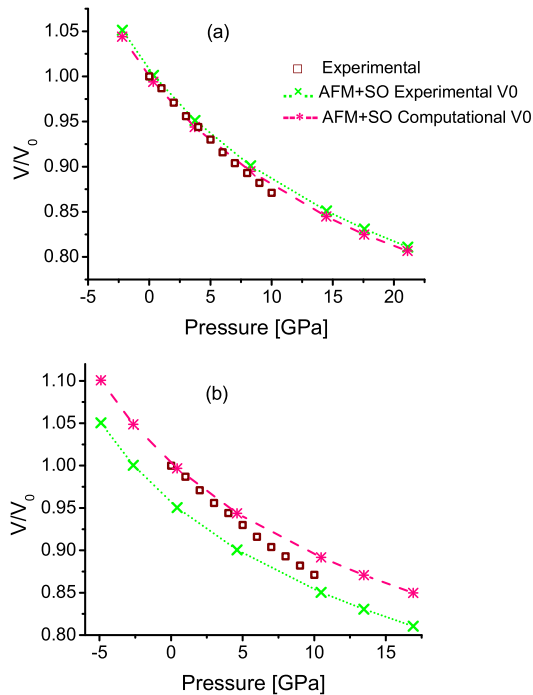 (a)
Experimental
AFM+SO Experimental V0
AFM+SO Computational V0
1.05
1.00
0.95
0.90
0.85
0.80
V/V0
-5 0 5 10 15 20
Pressure [GPa]
(b)
1.10
1.05
1.00
0.95
0.90
0.85
0.80
V/V0
-5 0 5 10 15
Pressure [GPa]